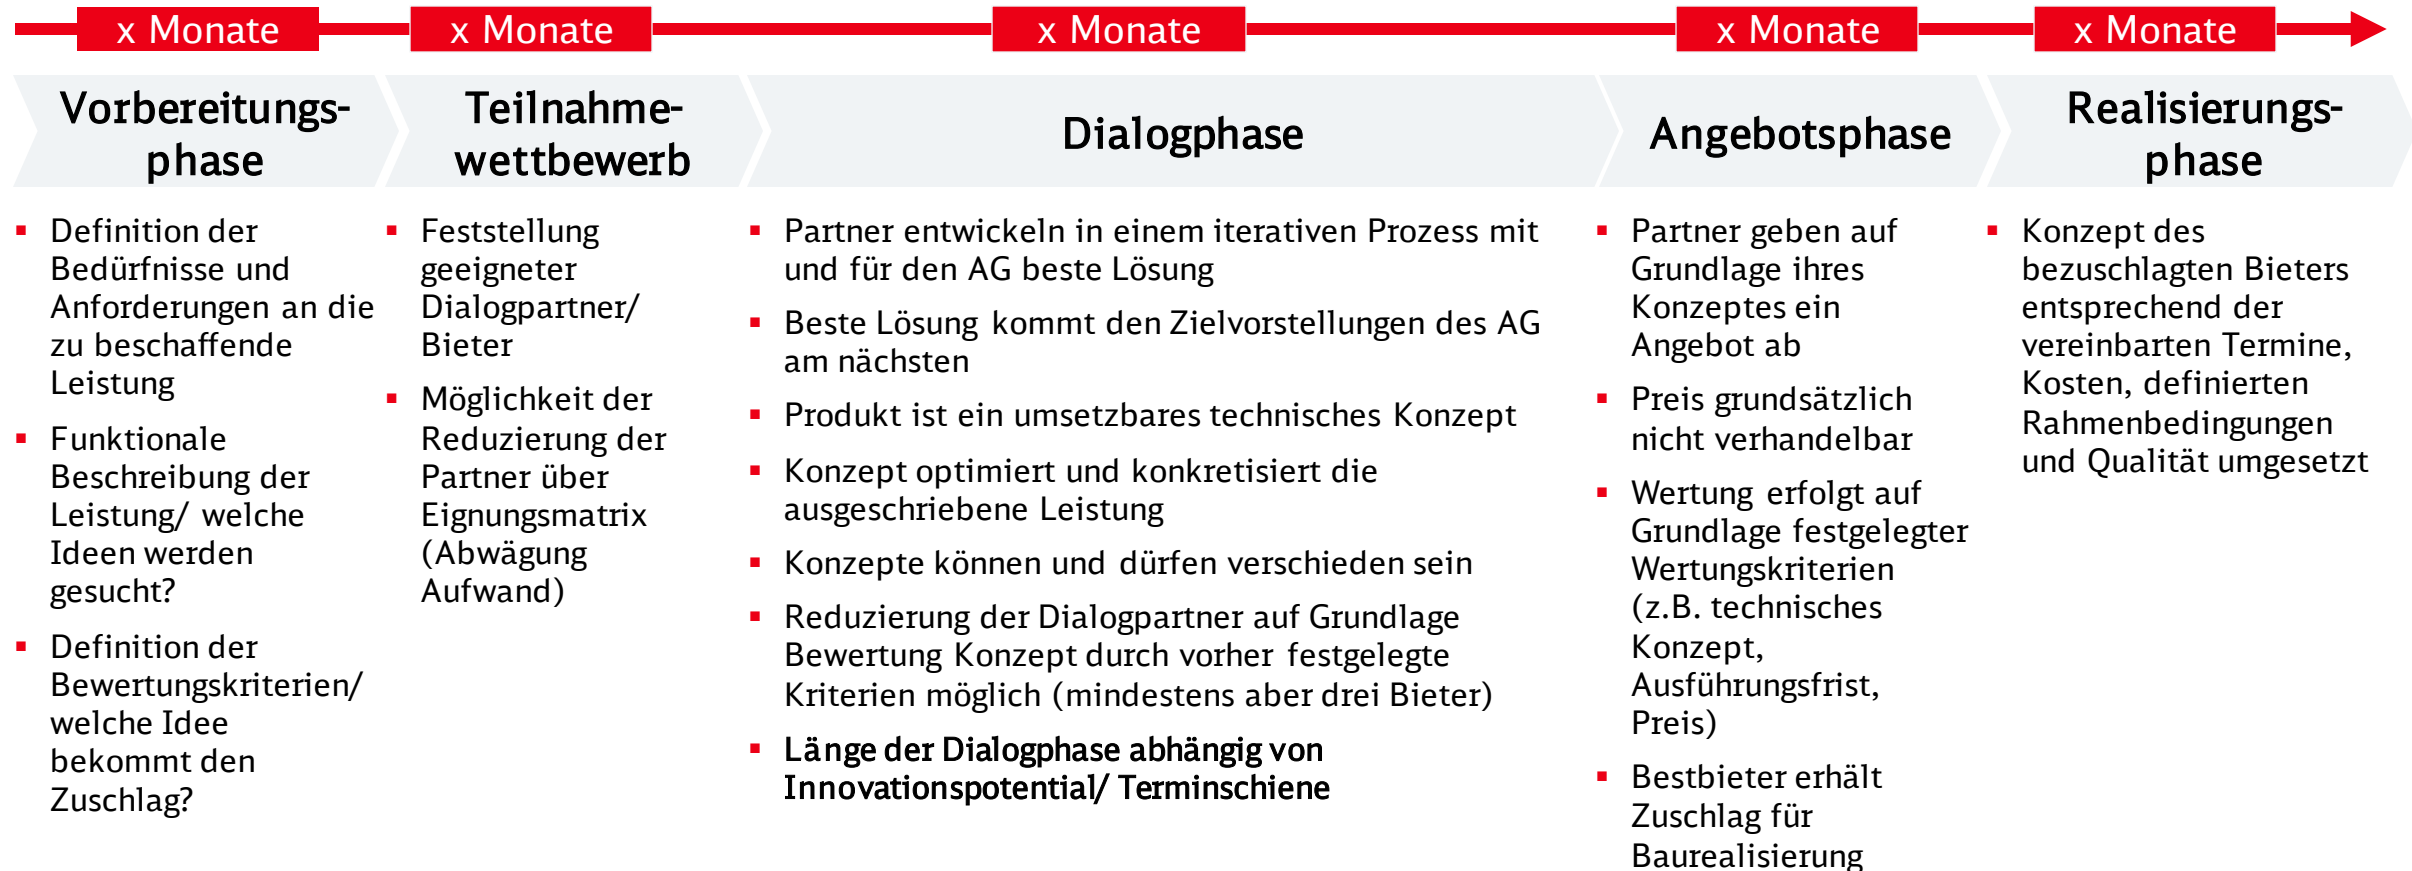 x Monate
x Monate
x Monate
x Monate
x Monate
Vorbereitungs-
phase
Teilnahme-
wettbewerb
Dialogphase
Angebotsphase
Realisierungs-
phase
▪ Definition der
Bedürfnisse und
Anforderungen an die
zu beschaffende
Leistung
▪ Funktionale
Beschreibung der
Leistung/ welche
Ideen werden
gesucht?
▪ Definition der
Bewertungskriterien/
welche Idee
bekommt den
Zuschlag?
▪ Feststellung
geeigneter
Dialogpartner/
Bieter
▪ Möglichkeit der
Reduzierung der
Partner über
Eignungsmatrix
(Abwägung
Aufwand)
▪ Partner entwickeln in einem iterativen Prozess mit
und für den AG beste Lösung
▪ Beste Lösung kommt den Zielvorstellungen des AG
am nächsten
▪ Produkt ist ein umsetzbares technisches Konzept
▪ Konzept optimiert und konkretisiert die
ausgeschriebene Leistung
▪ Konzepte können und dürfen verschieden sein
▪ Reduzierung der Dialogpartner auf Grundlage
Bewertung Konzept durch vorher festgelegte
Kriterien möglich (mindestens aber drei Bieter)
▪ Länge der Dialogphase abhängig von
Innovationspotential/ Terminschiene
▪ Partner geben auf
Grundlage ihres
Konzeptes ein
Angebot ab
▪ Preis grundsätzlich
nicht verhandelbar
▪ Wertung erfolgt auf
Grundlage festgelegter
Wertungskriterien
(z.B. technisches
Konzept,
Ausführungsfrist,
Preis)
▪ Bestbieter erhält
Zuschlag für
Baurealisierung
▪ Konzept des
bezuschlagten Bieters
entsprechend der
vereinbarten Termine,
Kosten, definierten
Rahmenbedingungen
und Qualität umgesetzt